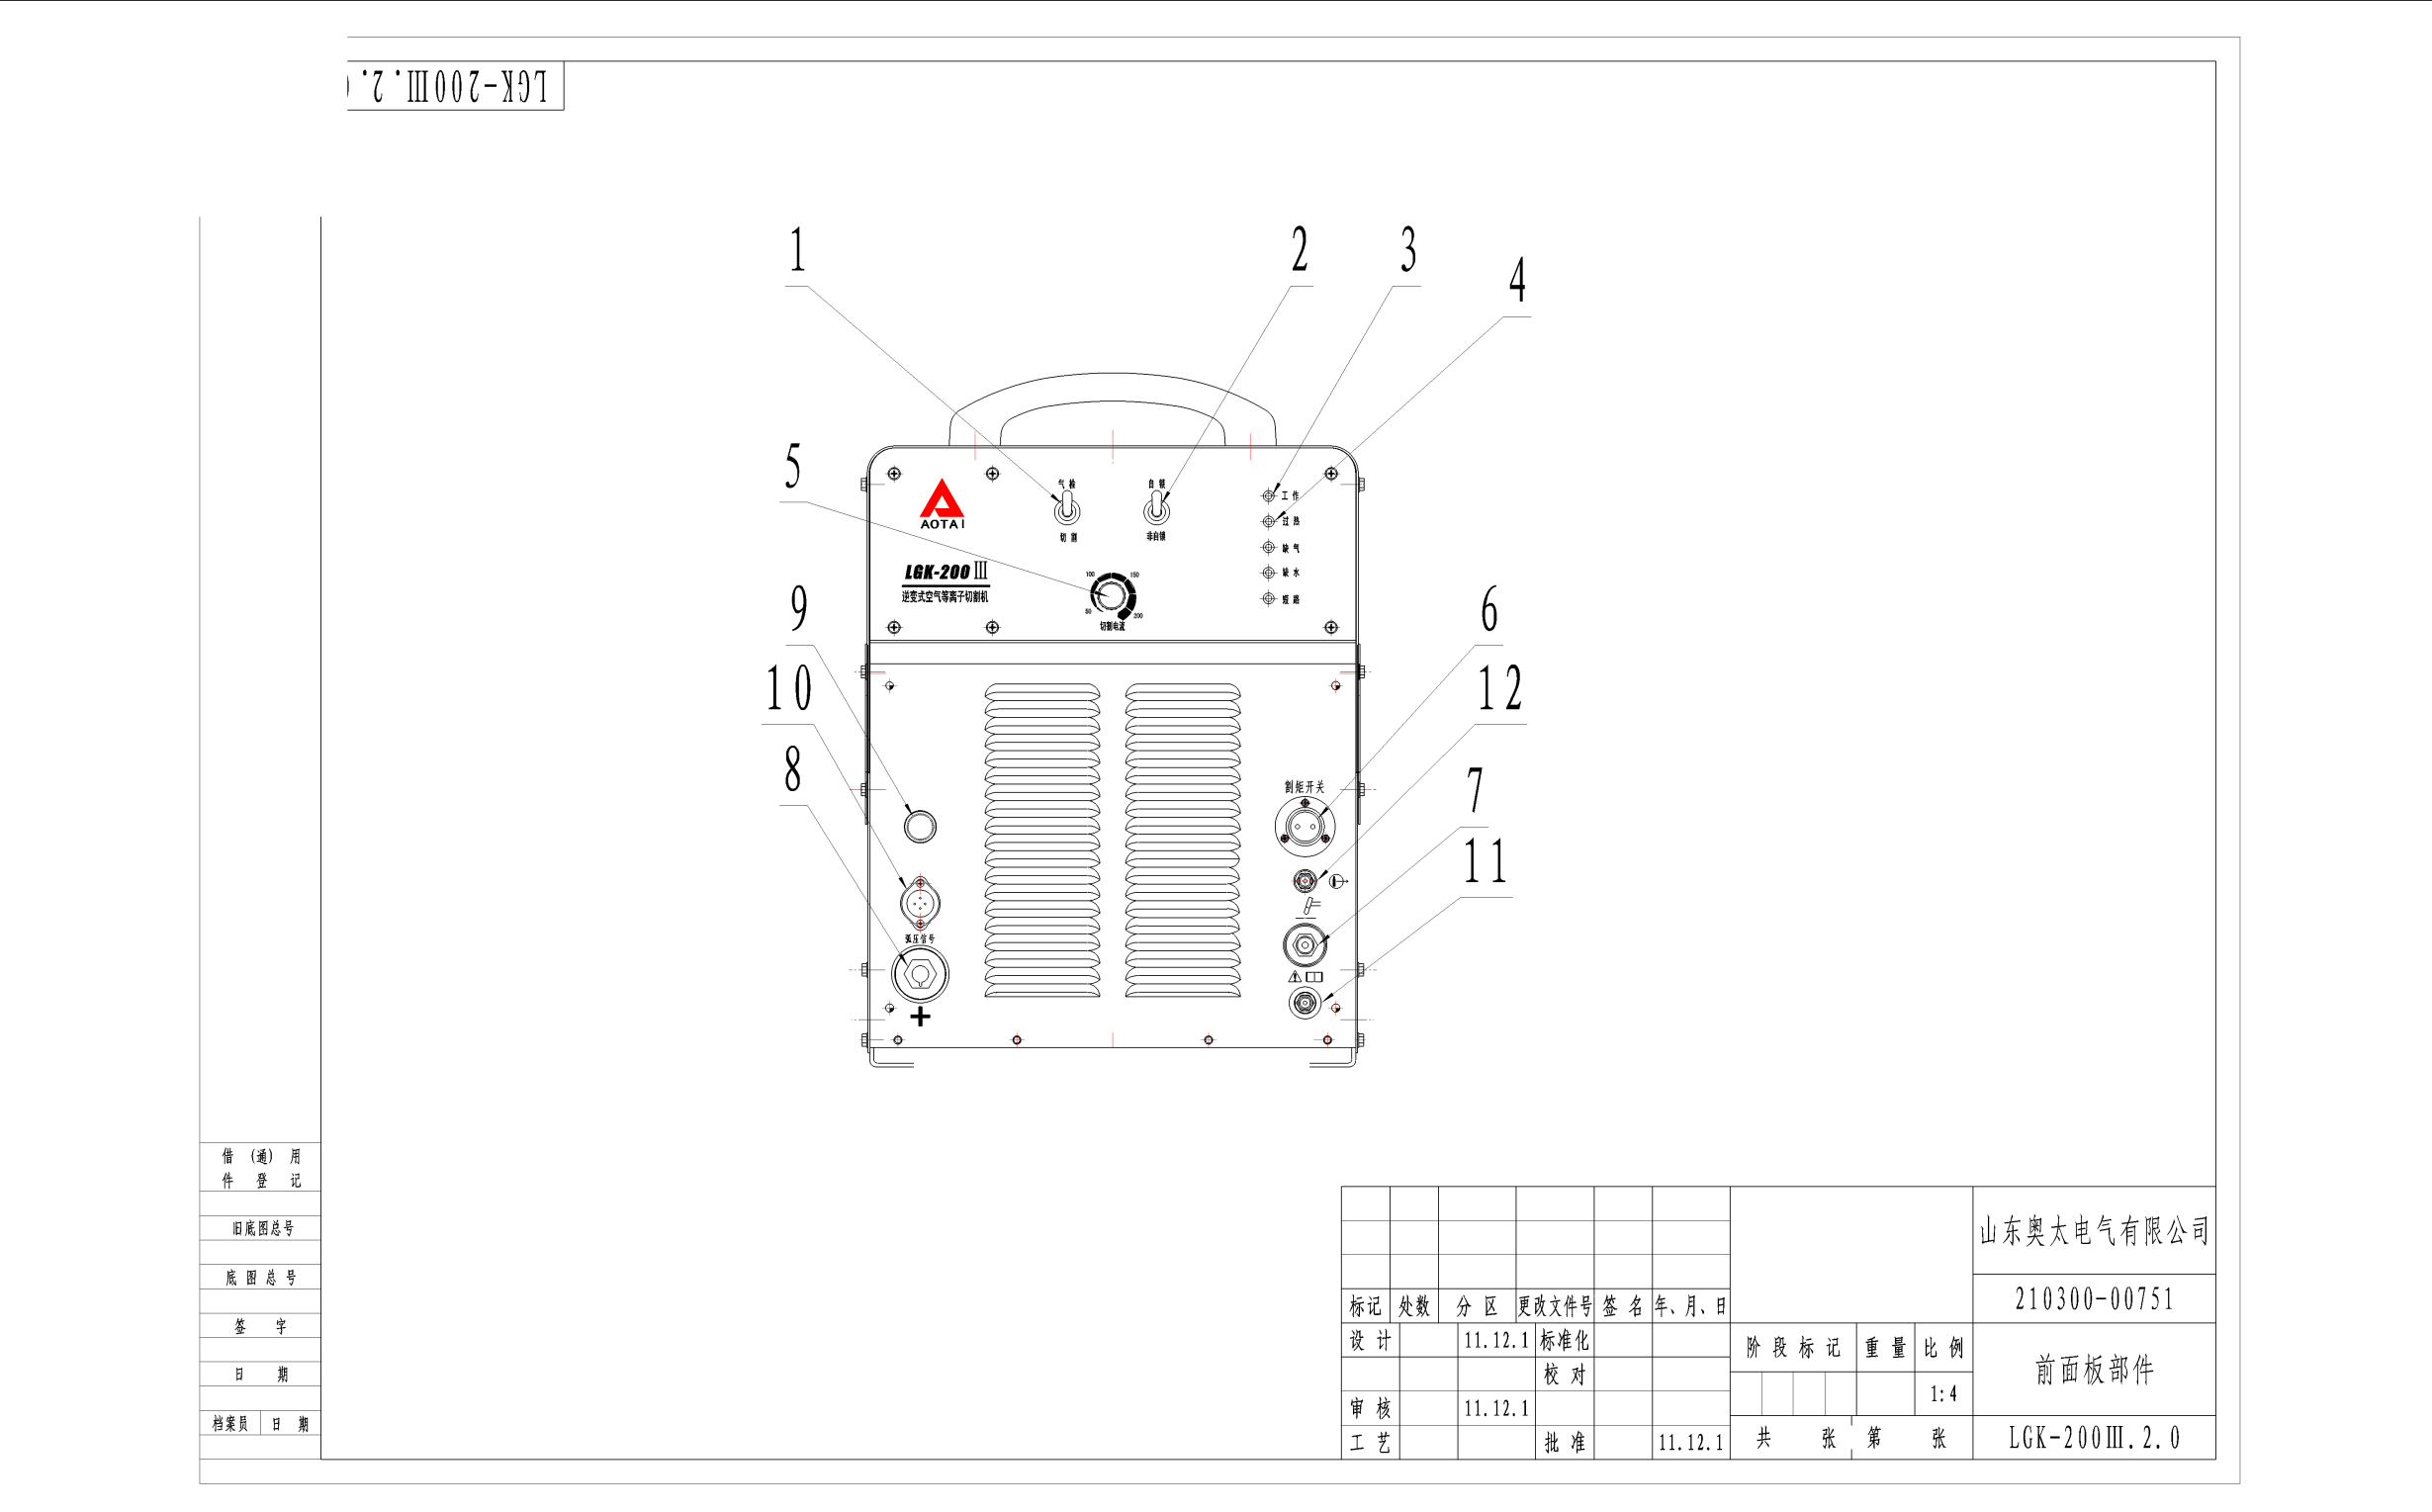 LGK-200Ⅲ.2.
1
2
3
4
5
气检
自锁
工作
AOTAI
切割
非自锁
过热
缺气
LGK-200Ⅲ
100
150
缺水
逆变式空气等离子切割机
50
200
短路
切割电流
9
6
10
12
8
7
割炬开关
11
弧压信号
+
借(通)用
件登记
旧底图总号
底图总号
签字
日期
档案员 日期
标记 处数 分区 更改文件号 签名 年、月、日
设计 11.12.1 标准化
校对
审核 11.12.1
工艺 批准 11.12.1
阶段标记 重量 比例
1:4
共 张 第 张
山东奥太电气有限公司
210300-00751
前面板部件
LGK-200Ⅲ.2.0